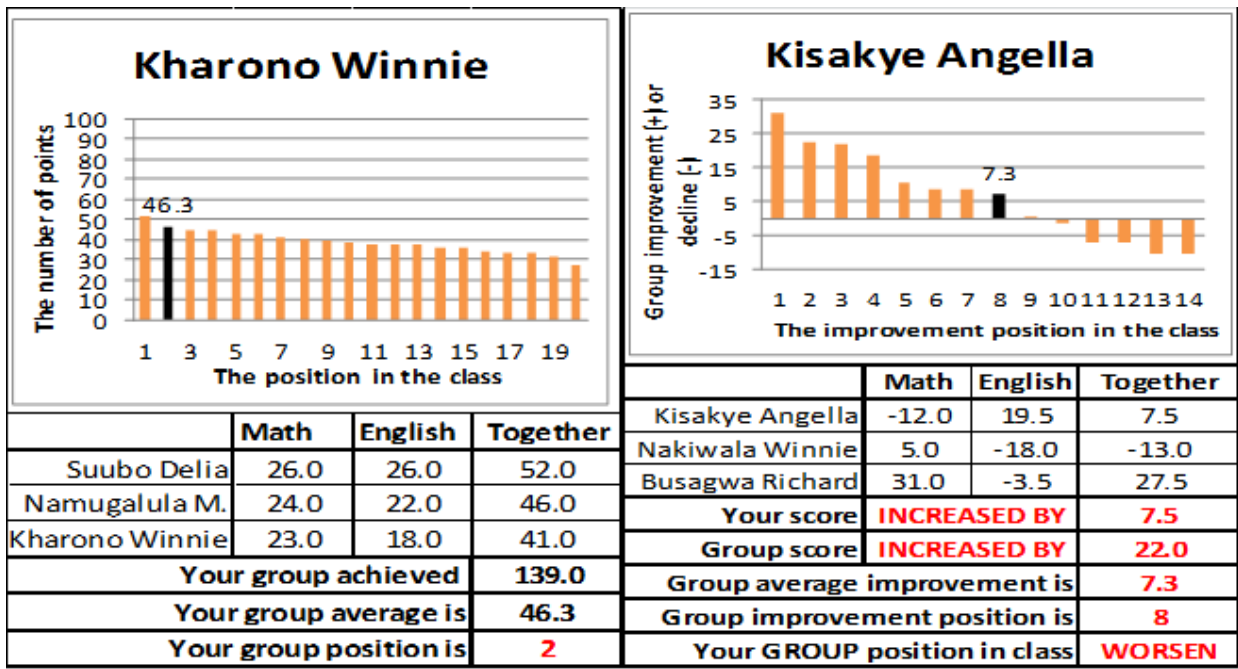 Kharono Winnie
The number of points
100
90
80
70
60
50
40
30
20
10
0
46.3
1 3 5 7 9 11 13 15 17 19
The position in the class
Math English Together
Suubo Delia 26.0 26.0 52.0
Namugalula M. 24.0 22.0 46.0
Kharono Winnie 23.0 18.0 41.0
Your group achieved 139.0
Your group average is 46.3
Your group position is 2
Kisakye Angella
Group improvement (+) or
decline (-)
35
25
15
5
-5
-15
7.3
1 2 3 4 5 6 7 8 9 10 11 12 13 14
The improvement position in the class
Math English Together
Kisakye Angella -12.0 19.5 7.5
Nakiwala Winnie 5.0 -18.0 -13.0
Busagwa Richard 31.0 -3.5 27.5
Your score INCREASED BY 7.5
Group score INCREASED BY 22.0
Group average improvement is 7.3
Group improvement position is 8
Your GROUP position in class WORSEN